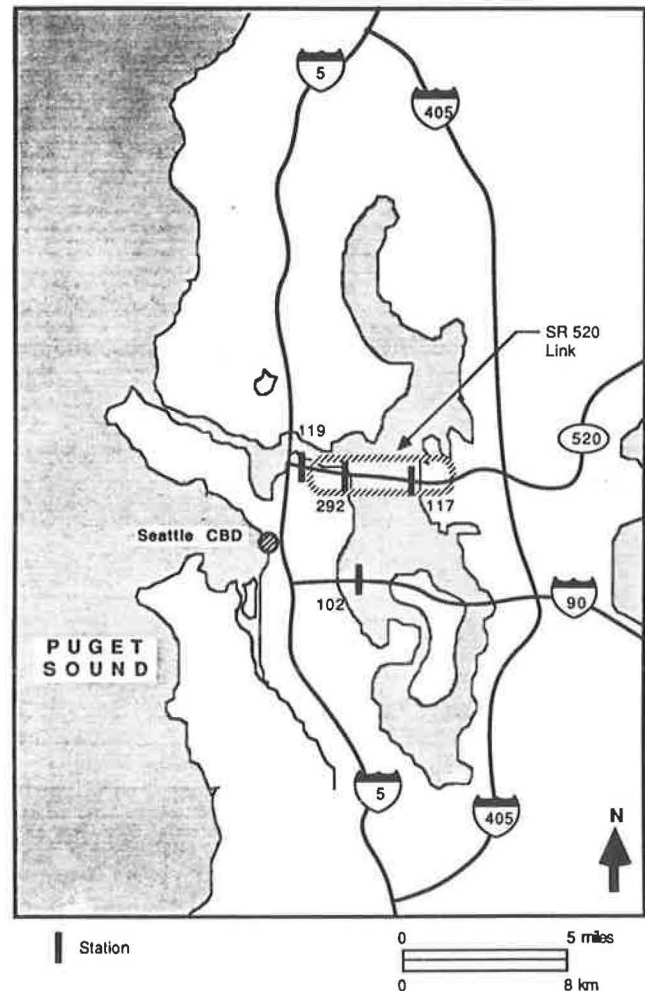 5
405
SR 520
Link
520
119
292
117
Seattle CBD
102
90
PUGET
SOUND
5
405
N
Station
0 5 miles
0 8 km